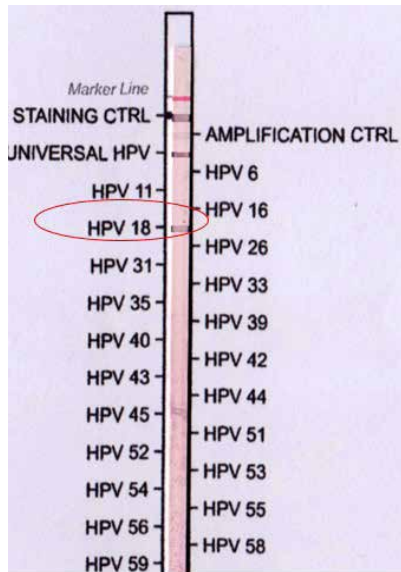 Marker Line
STAINING CTRL
AMPLIFICATION CTRL
UNIVERSAL HPV
HPV 6
HPV 11
HPV 16
HPV 18
HPV 26
HPV 31
HPV 33
HPV 35
HPV 39
HPV 40
HPV 42
HPV 43
HPV 44
HPV 45
HPV 51
HPV 52
HPV 53
HPV 54
HPV 55
HPV 56
HPV 58
HPV 59